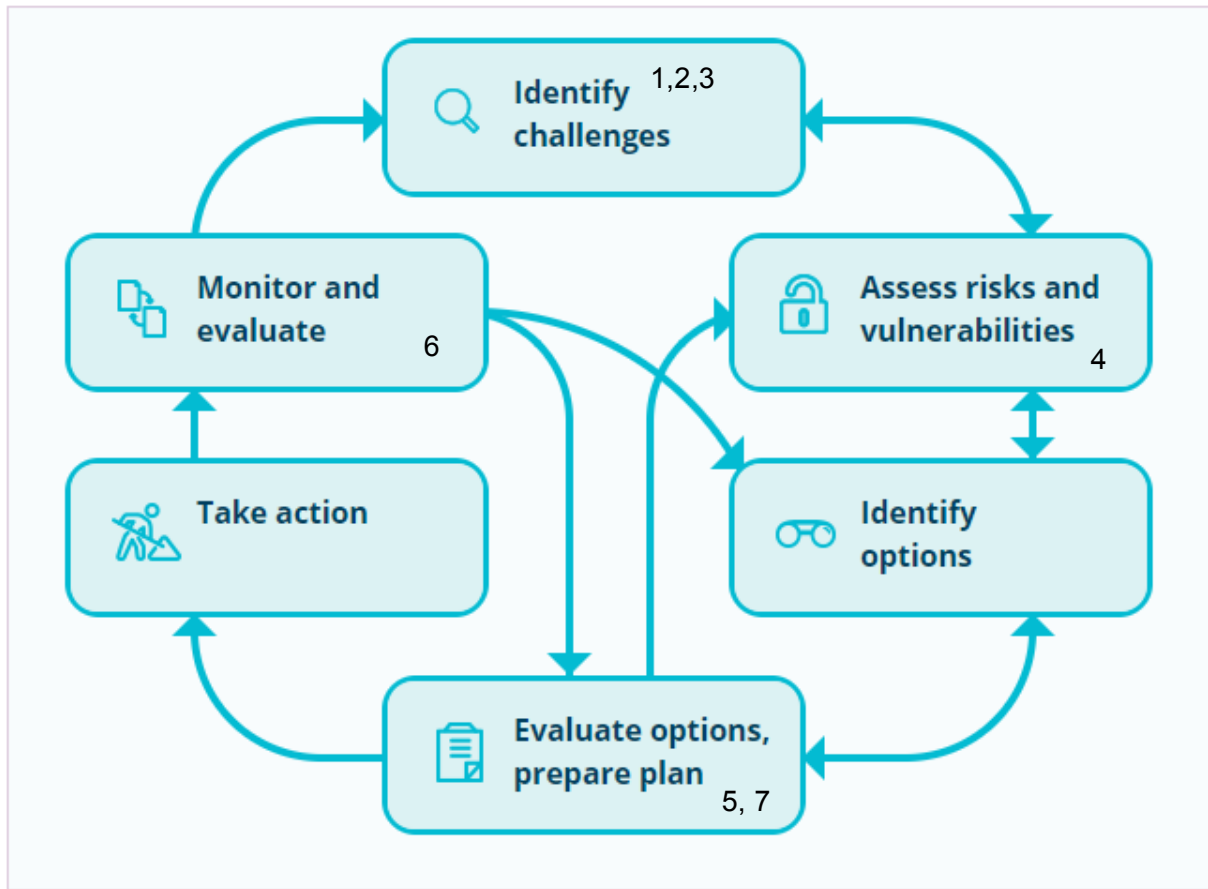 Identify 1,2,3
challenges
Monitor and
evaluate
6
Assess risks and
vulnerabilities
4
Take action
Identify
options
Evaluate options,
prepare plan
5, 7